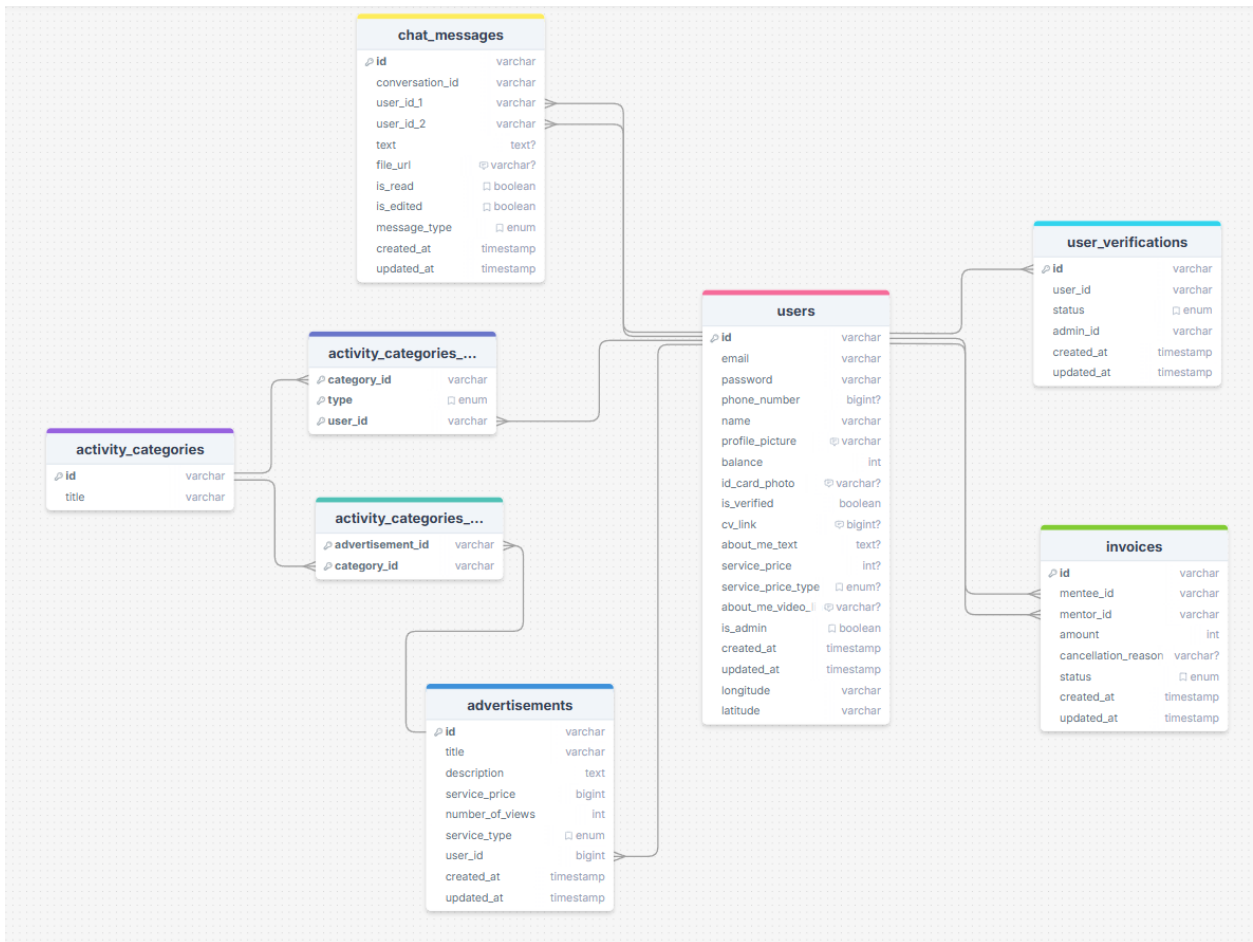 chat_messages
id varchar
conversation_id varchar
user_id_1 varchar
user_id_2 varchar
text text?
file_url varchar?
is_read boolean
is_edited boolean
message_type enum
created_at timestamp
updated_at timestamp
user_verifications
id varchar
user_id varchar
status enum
admin_id varchar
created_at timestamp
updated_at timestamp
users
id varchar
email varchar
password varchar
phone_number bigint?
name varchar
profile_picture varchar
balance int
id_card_photo varchar?
is_verified boolean
cv_link bigint?
about_me_text text?
service_price int?
service_price_type enum?
about_me_video_ varchar?
is_admin boolean
created_at timestamp
updated_at timestamp
longitude varchar
latitude varchar
activity_categories_...
category_id varchar
type enum
user_id varchar
activity_categories
id varchar
title varchar
activity_categories_...
advertisement_id varchar
category_id varchar
invoices
id varchar
mentee_id varchar
mentor_id varchar
amount int
cancellation_reason varchar?
status enum
created_at timestamp
updated_at timestamp
advertisements
id varchar
title varchar
description text
service_price bigint
number_of_views int
service_type enum
user_id bigint
created_at timestamp
updated_at timestamp